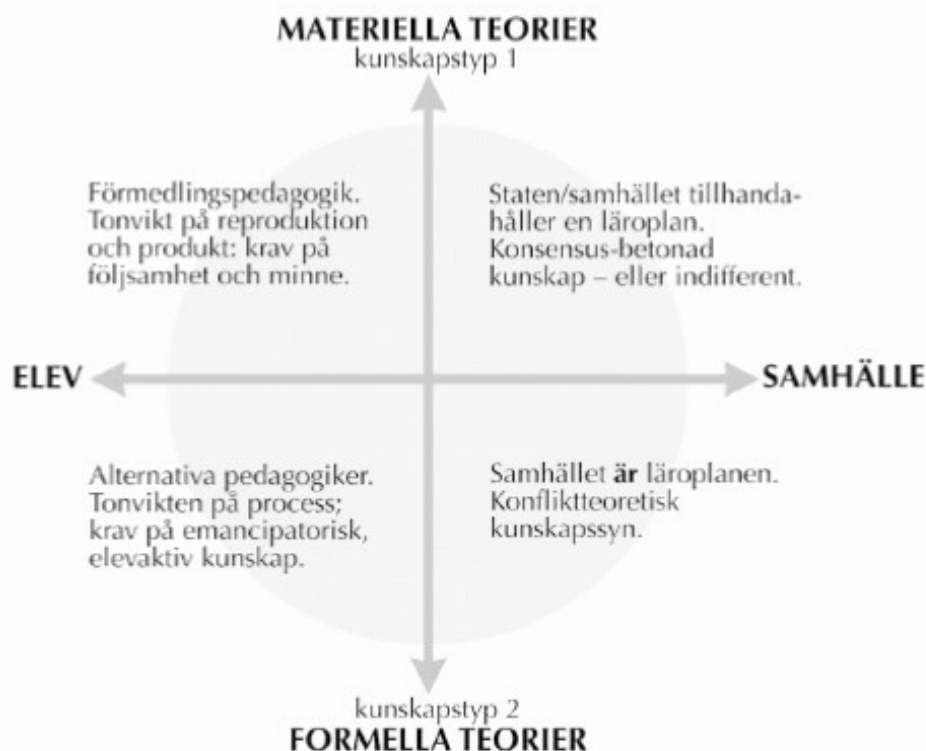 MATERIELLA TEORIER
kunskapstyp 1
Förmedlingspedagogik.
Tonvikt på reproduktion
och produkt: krav på
följsamhet och minne.
Staten/samhället tillhanda-
håller en läroplan.
Konsensus-betonad
kunskap – eller indifferent.
ELEV
SAMHÄLLE
Alternativa pedagogiker.
Tonvikten på process;
krav på emancipatorisk,
elevaktiv kunskap.
Samhället är läroplanen.
Konfliktteoretisk
kunskapssyn.
kunskapstyp 2
FORMELLA TEORIER